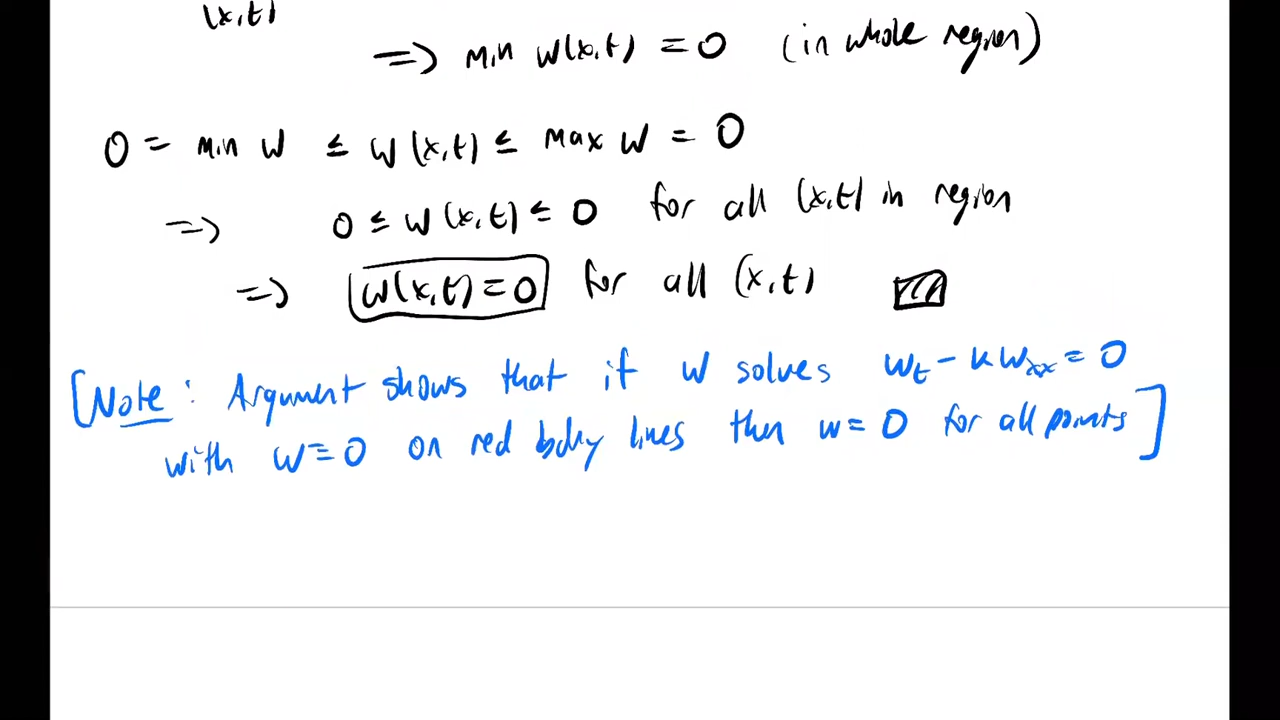 (x,t)
=> min w(x,t) = 0 (in whole region)
0 = min w ≤ w(x,t) ≤ max w = 0
=> 0 ≤ w(x,t) ≤ 0 for all (x,t) in region
=> w(x,t) = 0 for all (x,t)
[Note: Argument shows that if w solves w_t - k w_xx = 0
with w ≡ 0 on red bdry lines then w = 0 for all points]